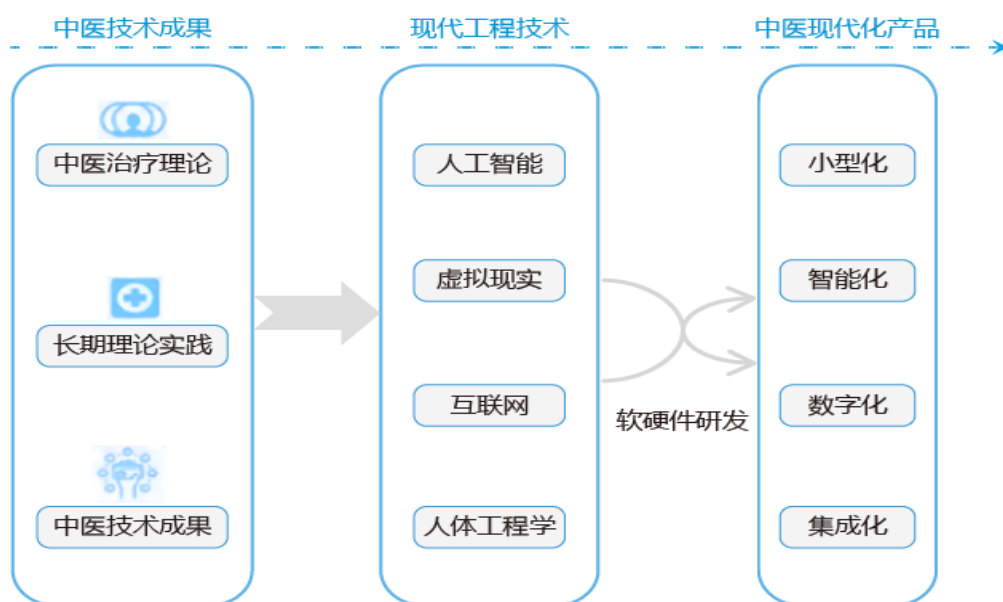 中医技术成果
现代工程技术
中医现代化产品
中医治疗理论
长期理论实践
中医技术成果
人工智能
虚拟现实
互联网
人体工程学
软硬件研发
小型化
智能化
数字化
集成化